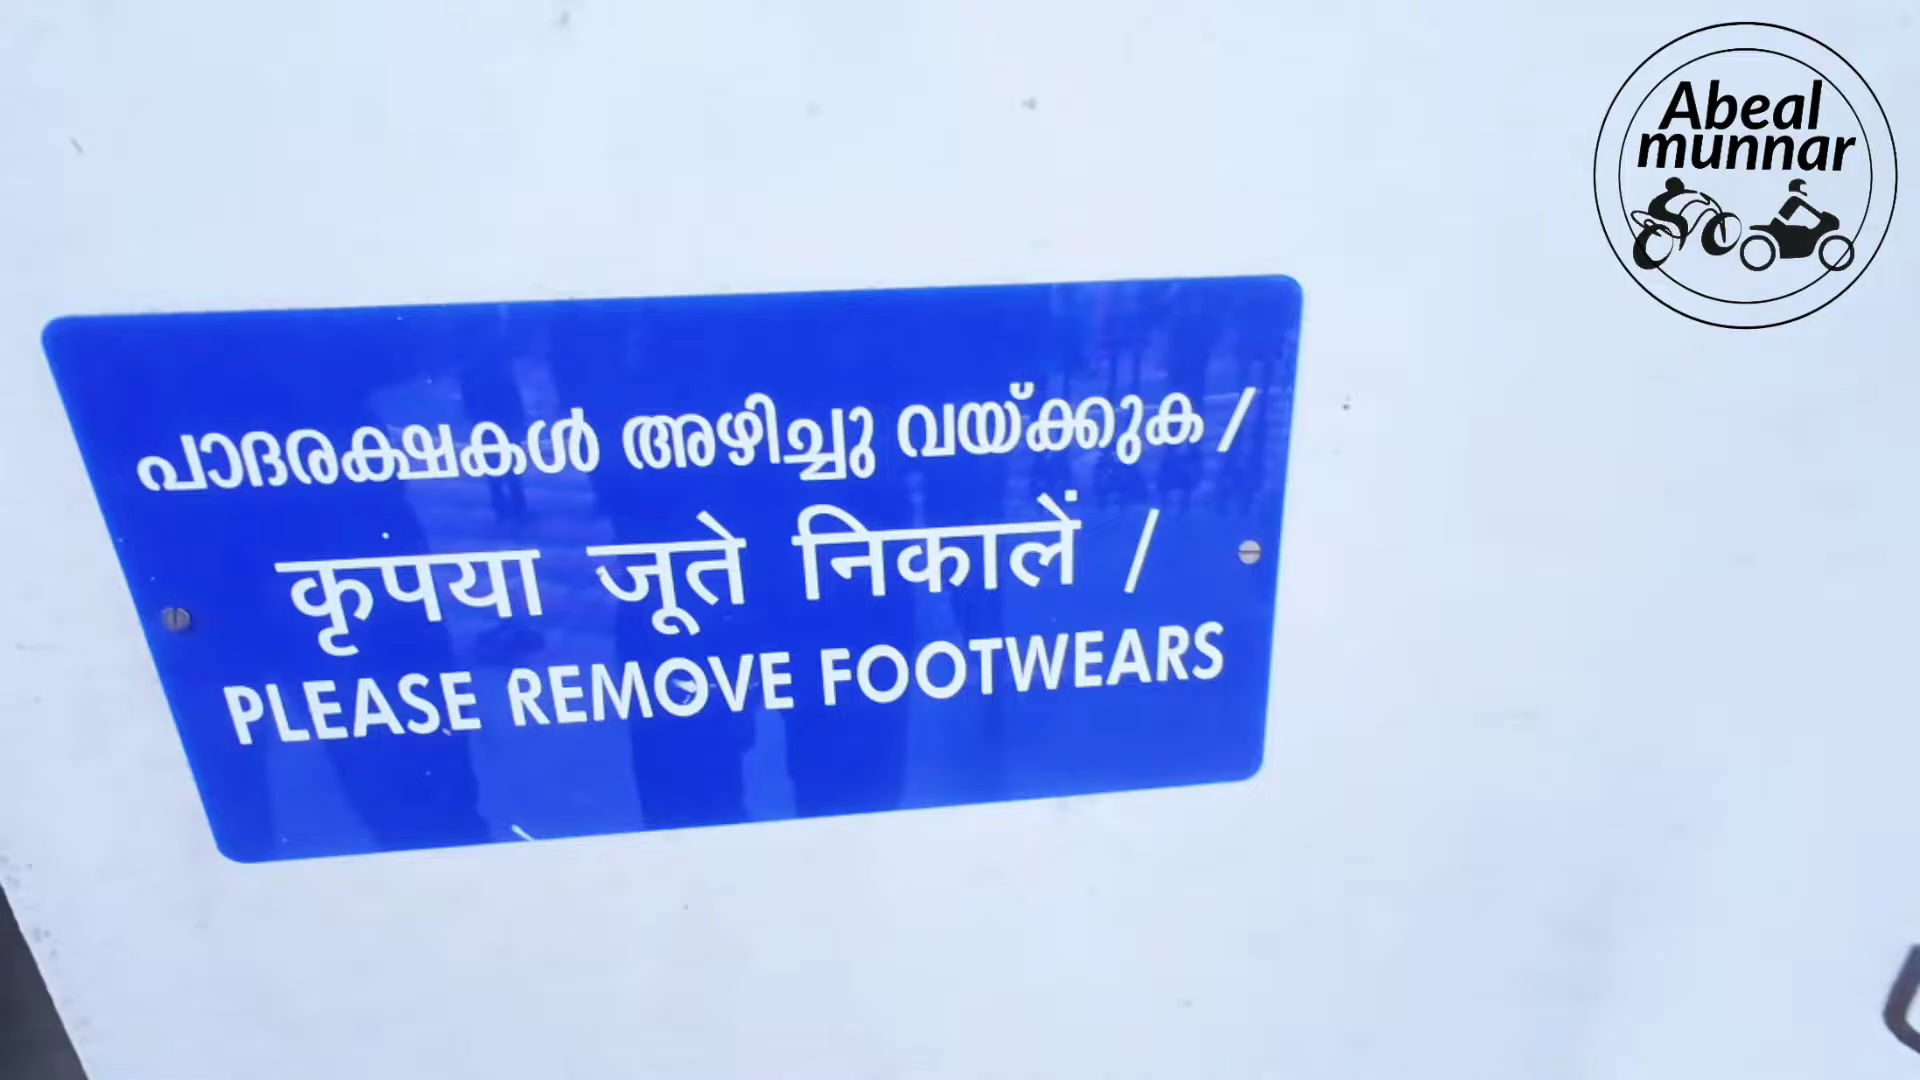 Abeal
munnar
പാദരക്ഷകൾ അഴിച്ചു വയ്ക്കുക /
कृपया जूते निकालें /
PLEASE REMOVE FOOTWEARS